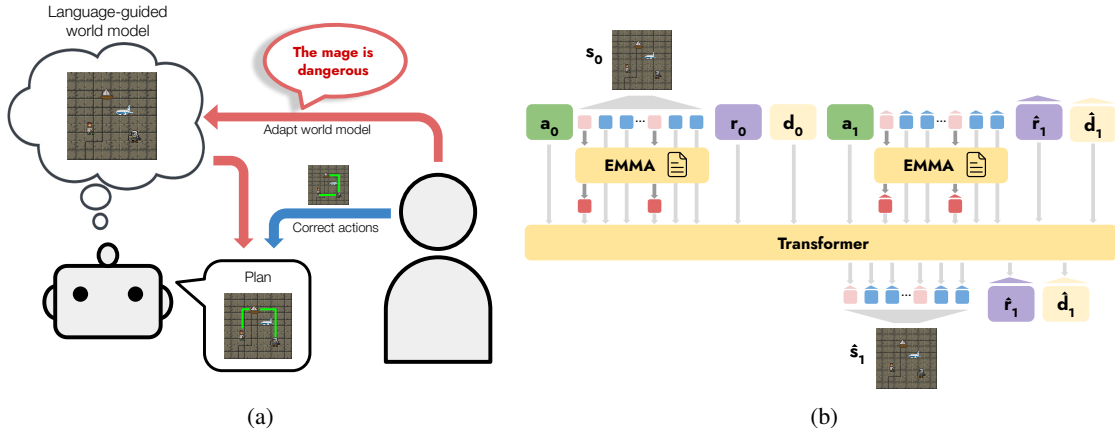 Language-guided
world model
The mage is
dangerous
Adapt world model
Correct actions
Plan
(a)
s₀
a₀ ... r₀ d₀ a₁ ... r̂₁ d̂₁
EMMA EMMA
Transformer
... r̂₁ d̂₁
ŝ₁
(b)